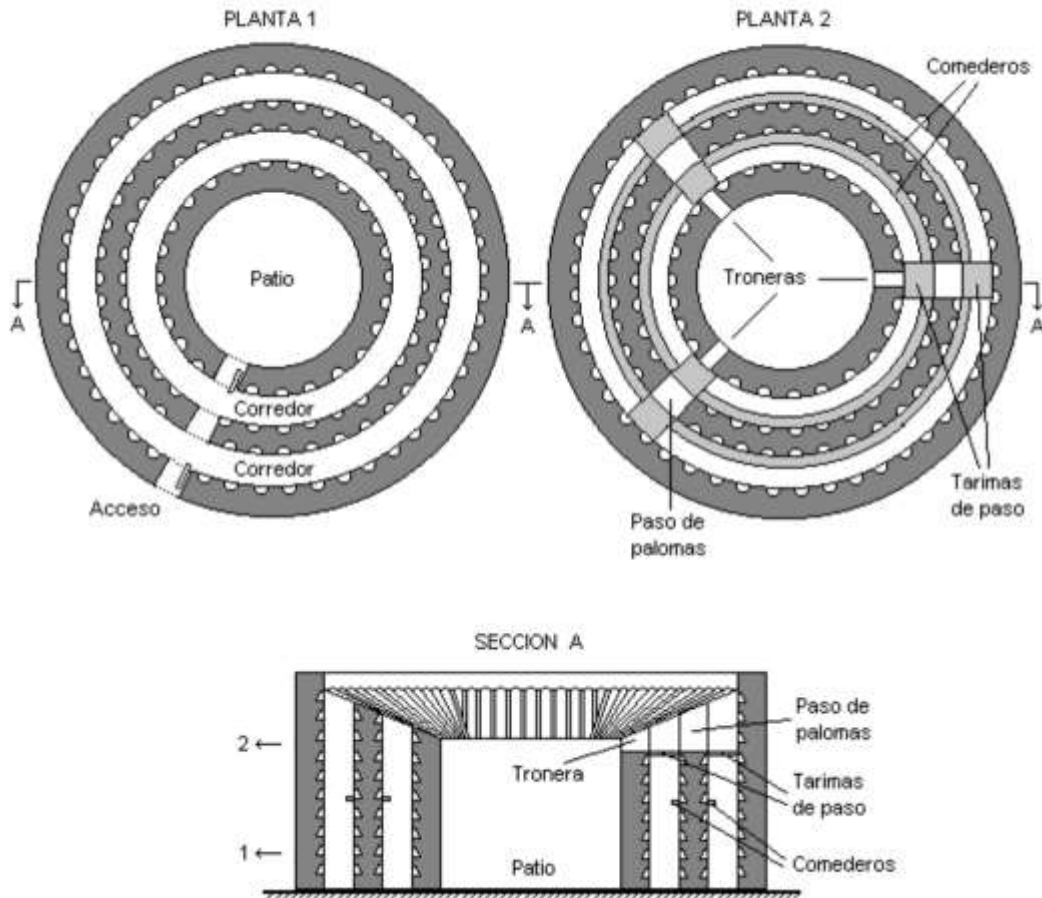 PLANTA 1
Patio
Corredor
Corredor
Acceso
A
A
PLANTA 2
Comederos
Troneras
A
Tarimas
de paso
Paso de
palomas
SECCION A
Paso de
palomas
2
Tronera
Tarimas
de paso
1
Patio
Comederos